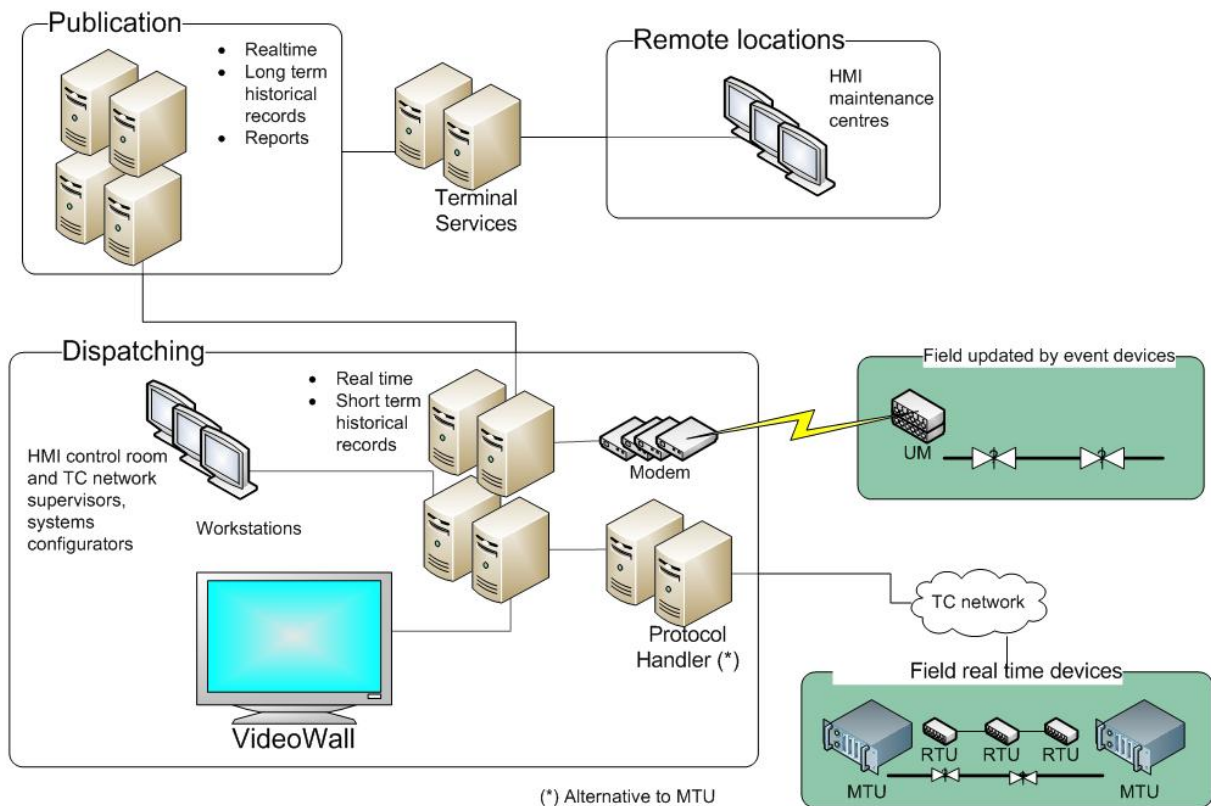 Publication
• Realtime
• Long term
historical
records
• Reports
Terminal
Services
Remote locations
HMI
maintenance
centres
Dispatching
• Real time
• Short term
historical
records
HMI control room
and TC network
supervisors,
systems
configurators
Workstations
Modem
VideoWall
Protocol
Handler (*)
Field updated by event devices
UM
TC network
Field real time devices
RTU RTU RTU
MTU MTU
(*) Alternative to MTU